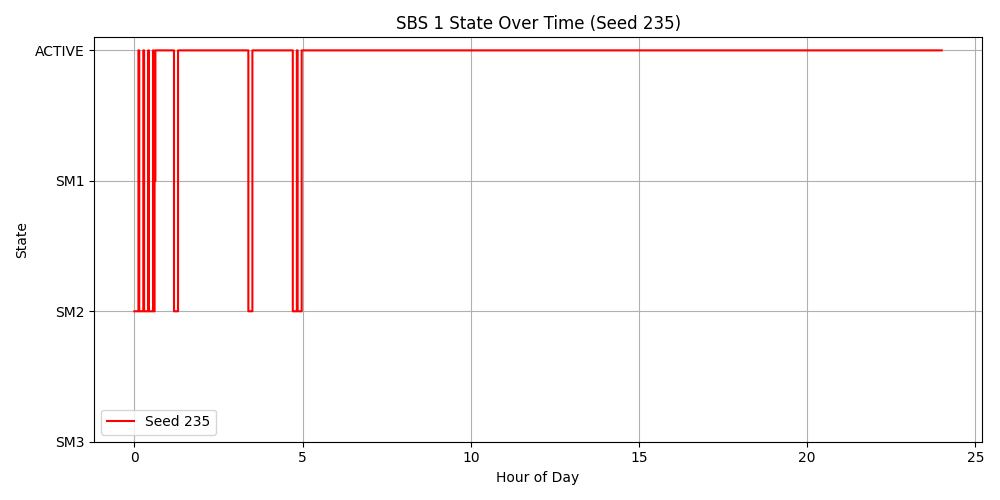 SBS 1 State Over Time (Seed 235)
ACTIVE
SM1
SM2
SM3
State
Seed 235
0 5 10 15 20 25
Hour of Day